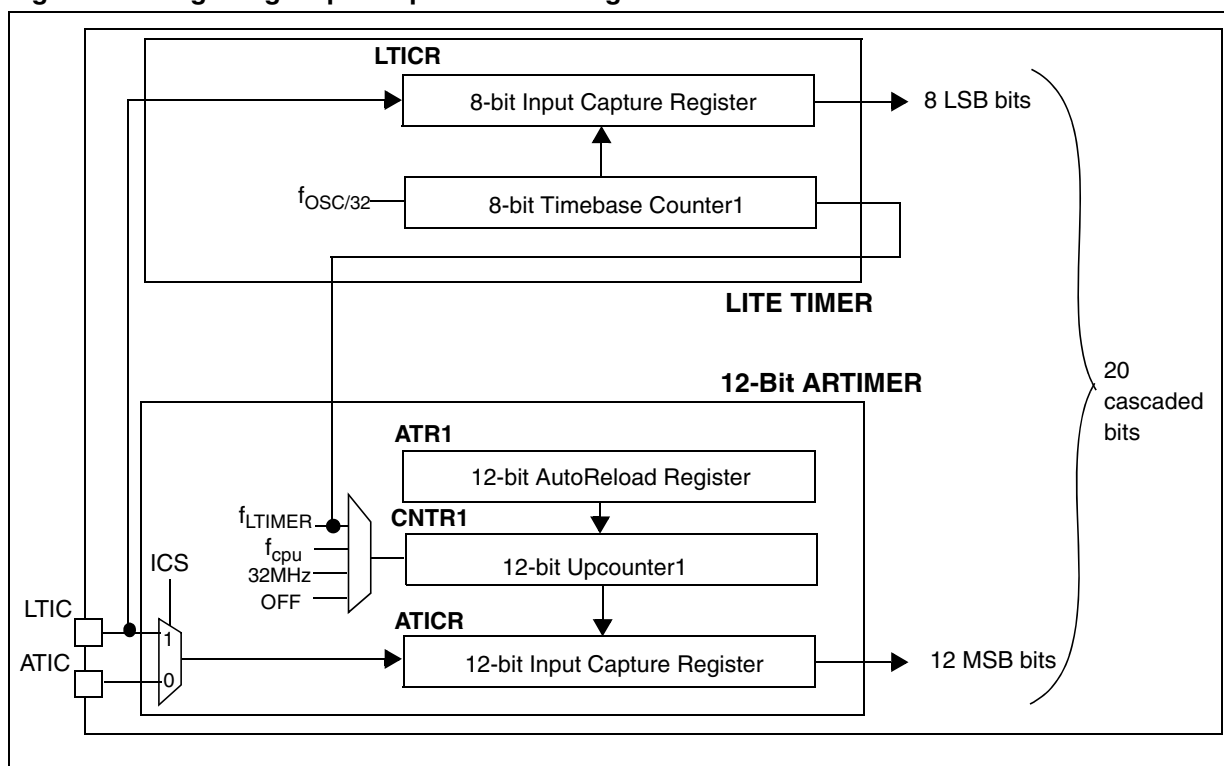 LTICR
8-bit Input Capture Register
8 LSB bits
fOSC/32
8-bit Timebase Counter1
LITE TIMER
20
cascaded
bits
12-Bit ARTIMER
ATR1
12-bit AutoReload Register
fLTIMER
CNTR1
fcpu
12-bit Upcounter1
32MHz
OFF
ICS
LTIC
ATICR
1
12-bit Input Capture Register
12 MSB bits
ATIC
0